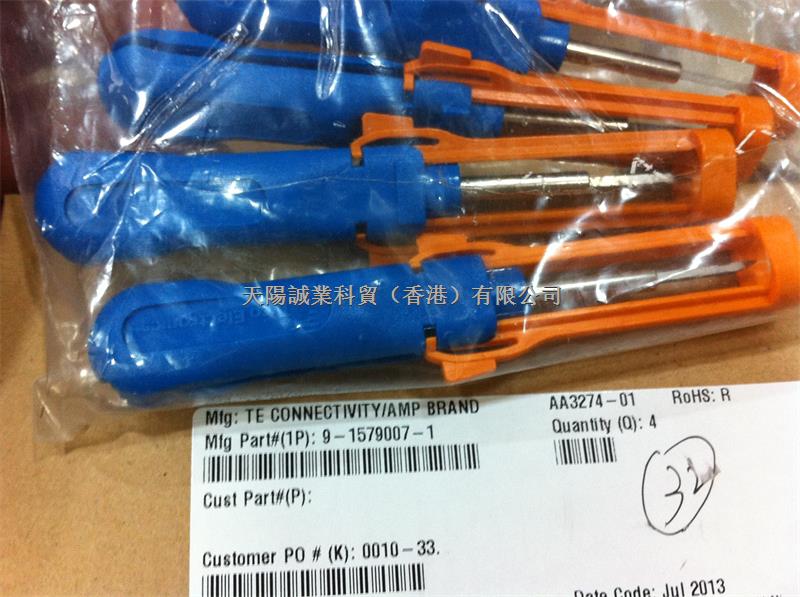 天陽誠業科貿（香港）有限公司
Mfg: TE CONNECTIVITY/AMP BRAND
AA3274-01 RoHS: R
Mfg Part#(1P): 9-1579007-1
Quantity (Q): 4
Cust Part#(P):
32
Customer PO # (K): 0010-33.
Date Code: Jul 2013